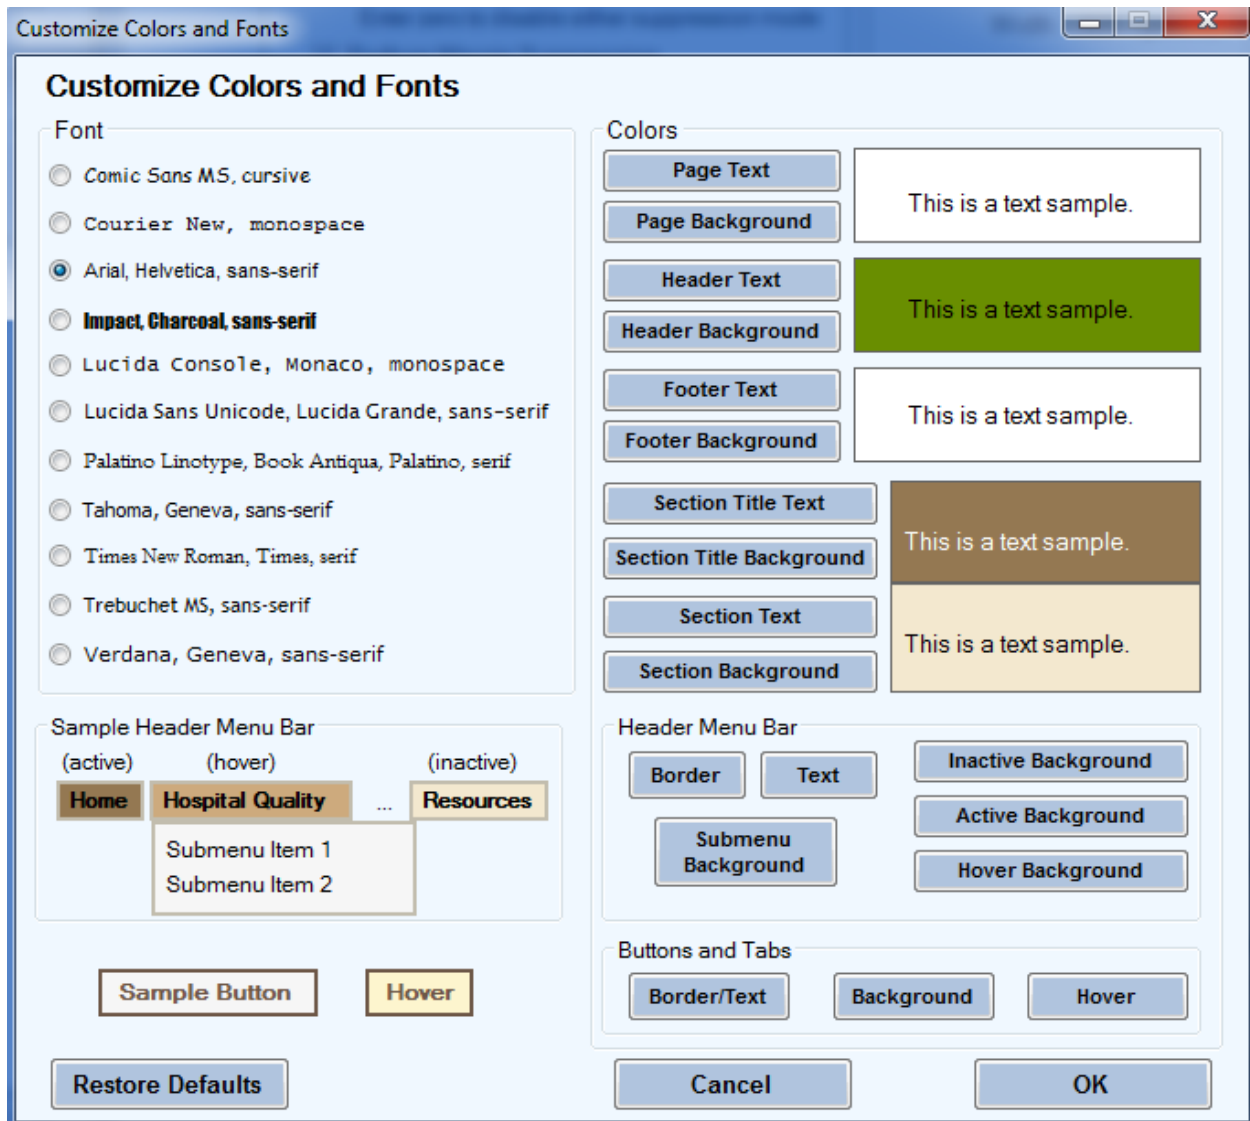 Customize Colors and Fonts
Customize Colors and Fonts
Font
Comic Sans MS, cursive
Courier New, monospace
Arial, Helvetica, sans-serif
Impact, Charcoal, sans-serif
Lucida Console, Monaco, monospace
Lucida Sans Unicode, Lucida Grande, sans-serif
Palatino Linotype, Book Antiqua, Palatino, serif
Tahoma, Geneva, sans-serif
Times New Roman, Times, serif
Trebuchet MS, sans-serif
Verdana, Geneva, sans-serif
Colors
Page Text
Page Background
This is a text sample.
Header Text
Header Background
This is a text sample.
Footer Text
Footer Background
This is a text sample.
Section Title Text
Section Title Background
This is a text sample.
Section Text
Section Background
This is a text sample.
Sample Header Menu Bar
(active) (hover) (inactive)
Home Hospital Quality ... Resources
Submenu Item 1
Submenu Item 2
Header Menu Bar
Border Text
Submenu
Background
Inactive Background
Active Background
Hover Background
Sample Button Hover
Buttons and Tabs
Border/Text Background Hover
Restore Defaults Cancel OK